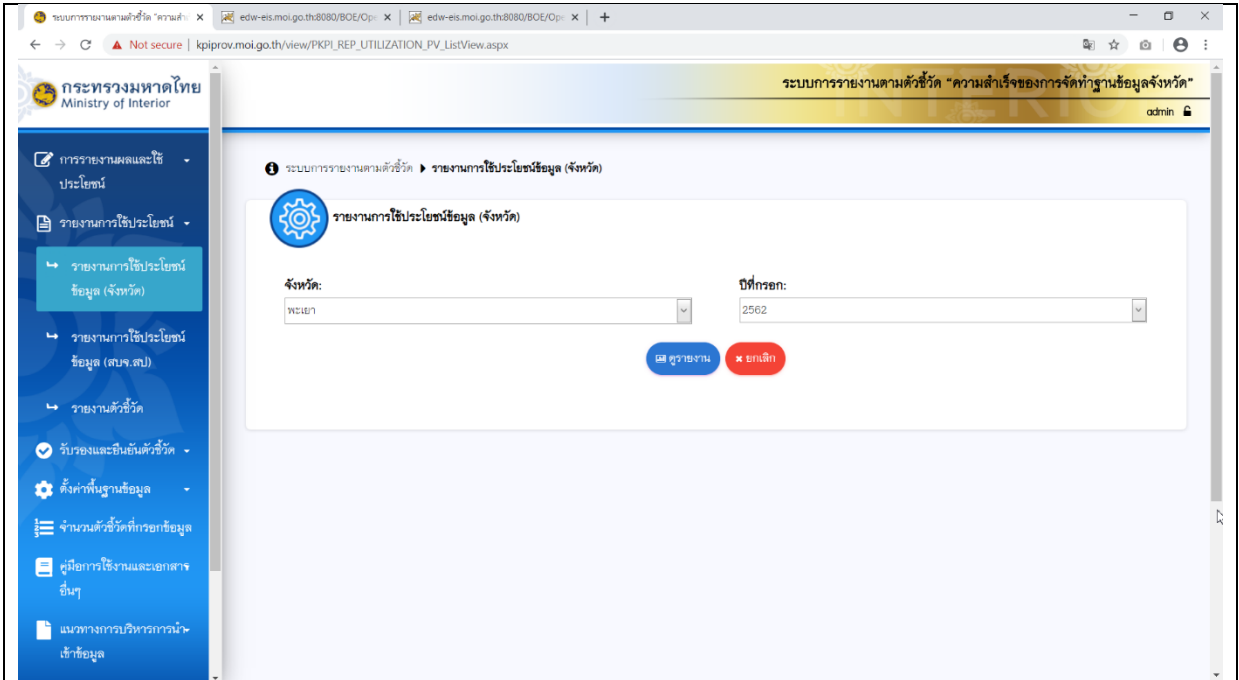 ระบบการรายงานตามตัวชี้วัด "ความสำเ
edw-eis.moi.go.th:8080/BOE/Ope
edw-eis.moi.go.th:8080/BOE/Ope
Not secure | kpiprov.moi.go.th/view/PKPI_REP_UTILIZATION_PV_ListView.aspx
กระทรวงมหาดไทย
Ministry of Interior
ระบบการรายงานตามตัวชี้วัด "ความสำเร็จของการจัดทำฐานข้อมูลจังหวัด"
admin
การรายงานผลและใช้
ประโยชน์
รายงานการใช้ประโยชน์
รายงานการใช้ประโยชน์
ข้อมูล (จังหวัด)
รายงานการใช้ประโยชน์
ข้อมูล (สบจ.สป)
รายงานตัวชี้วัด
รับรองและยืนยันตัวชี้วัด
ตั้งค่าพื้นฐานข้อมูล
จำนวนตัวชี้วัดที่กรอกข้อมูล
คู่มือการใช้งานและเอกสาร
อื่นๆ
แนวทางการบริหารการนำ
เข้าข้อมูล
ระบบการรายงานตามตัวชี้วัด รายงานการใช้ประโยชน์ข้อมูล (จังหวัด)
รายงานการใช้ประโยชน์ข้อมูล (จังหวัด)
จังหวัด: ปีที่กรอก:
พะเยา 2562
ดูรายงาน ยกเลิก